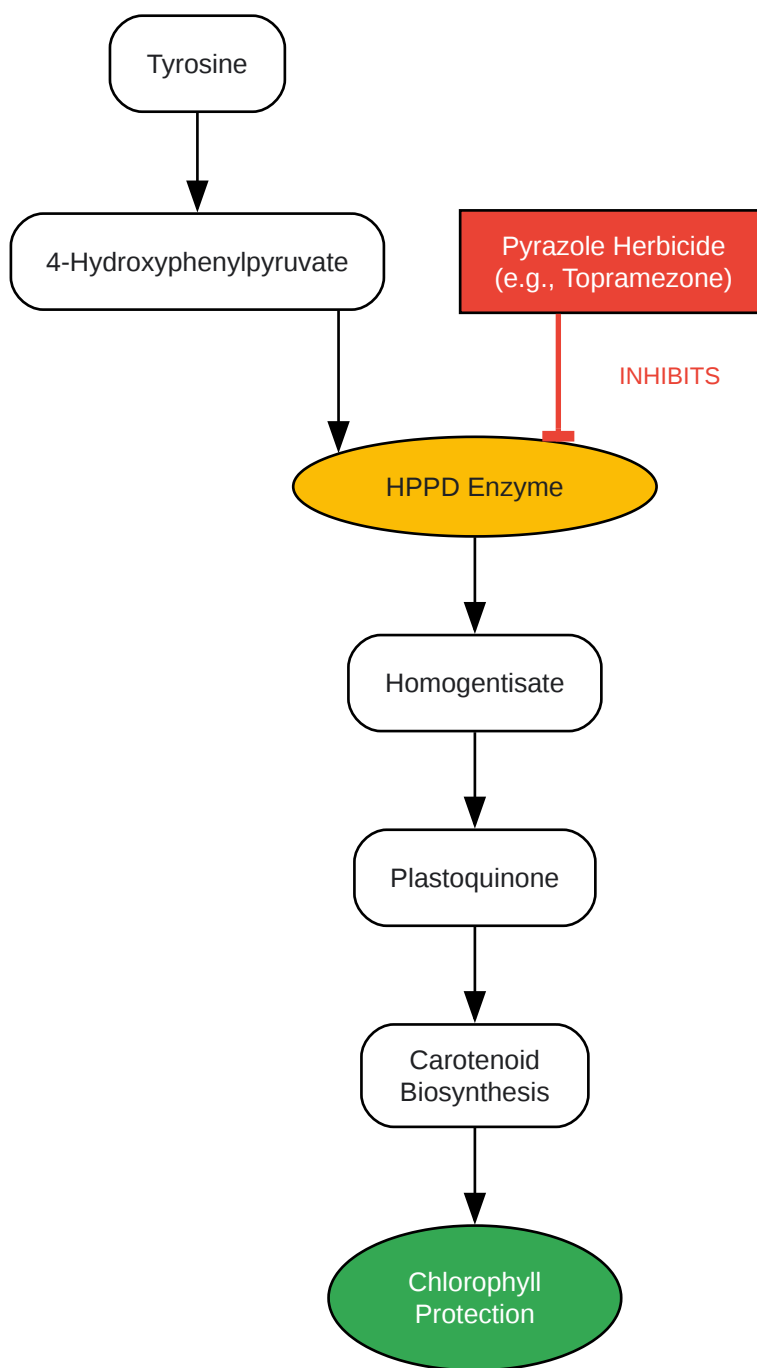 Tyrosine
4-Hydroxyphenylpyruvate
Pyrazole Herbicide
(e.g., Topramezone)
INHIBITS
HPPD Enzyme
Homogentisate
Plastoquinone
Carotenoid
Biosynthesis
Chlorophyll
Protection